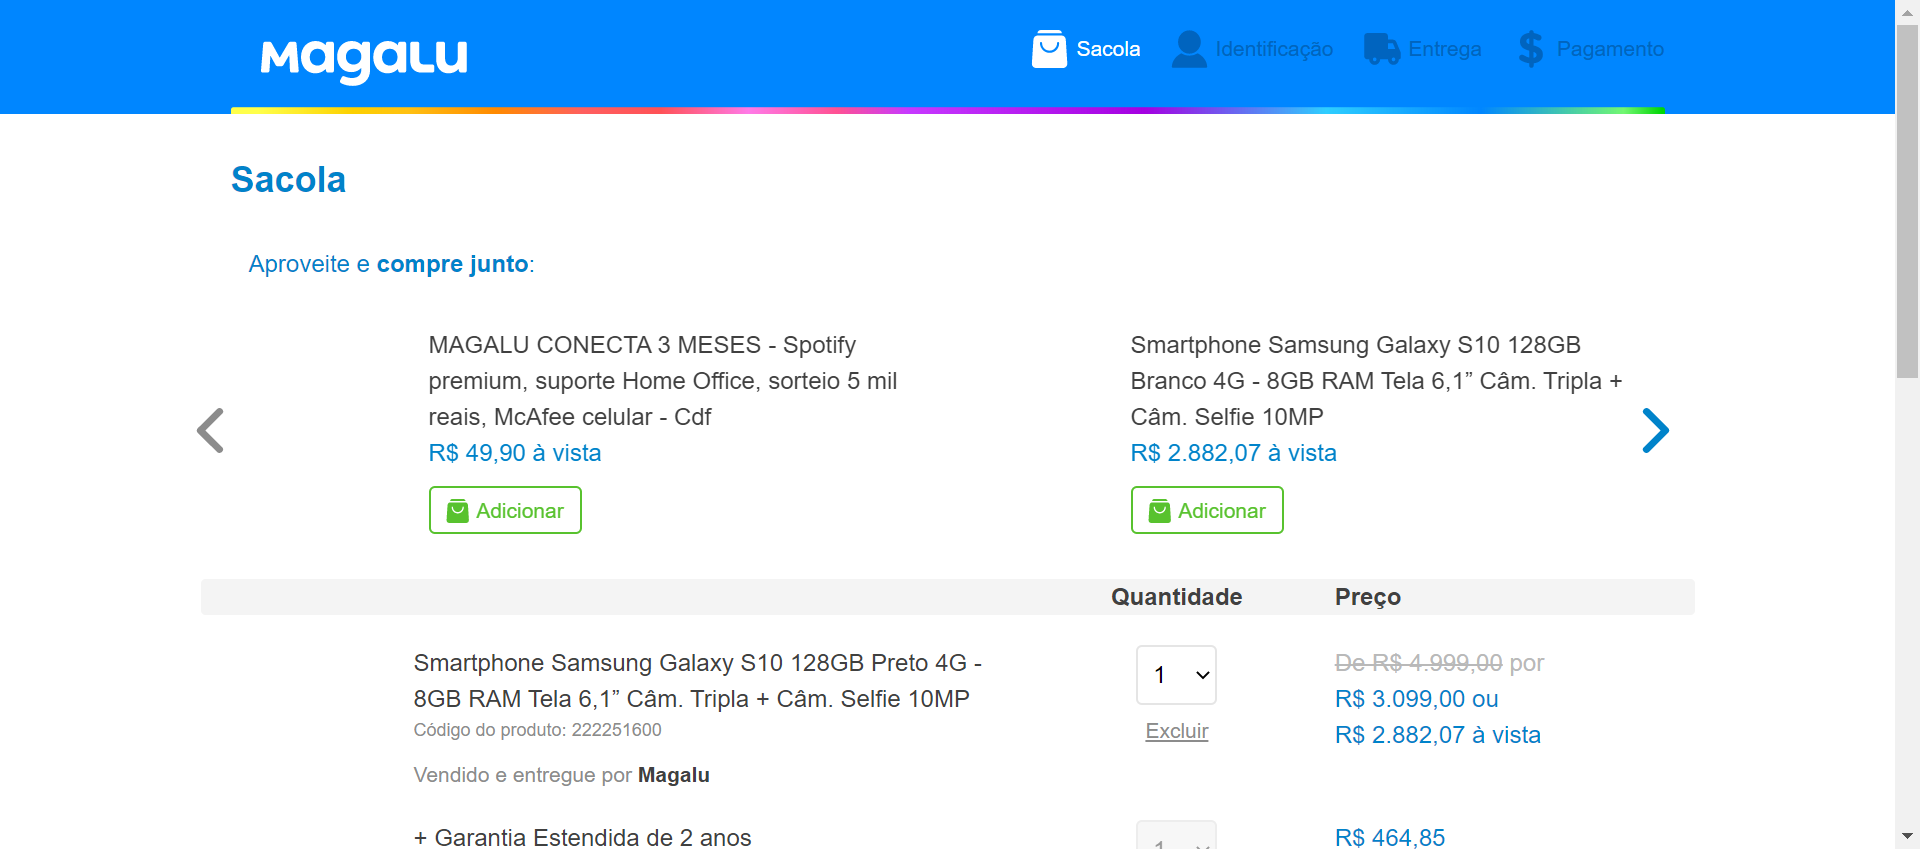 Magalu
Sacola
Identificação
Entrega
Pagamento
Sacola
Aproveite e compre junto:
MAGALU CONECTA 3 MESES - Spotify
premium, suporte Home Office, sorteio 5 mil
reais, McAfee celular - Cdf
R$ 49,90 à vista
Adicionar
Smartphone Samsung Galaxy S10 128GB
Branco 4G - 8GB RAM Tela 6,1” Câm. Tripla +
Câm. Selfie 10MP
R$ 2.882,07 à vista
Adicionar
Quantidade
Preço
Smartphone Samsung Galaxy S10 128GB Preto 4G -
8GB RAM Tela 6,1” Câm. Tripla + Câm. Selfie 10MP
Código do produto: 222251600
Vendido e entregue por Magalu
1
Excluir
De R$ 4.999,00 por
R$ 3.099,00 ou
R$ 2.882,07 à vista
+ Garantia Estendida de 2 anos
1
R$ 464,85